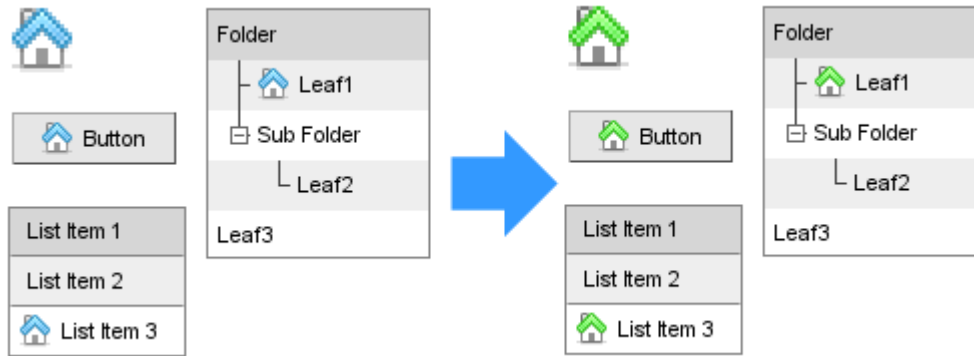 Folder
Leaf1
Button
Sub Folder
Leaf2
List Item 1
Leaf3
List Item 2
List Item 3
Folder
Leaf1
Button
Sub Folder
Leaf2
List Item 1
Leaf3
List Item 2
List Item 3